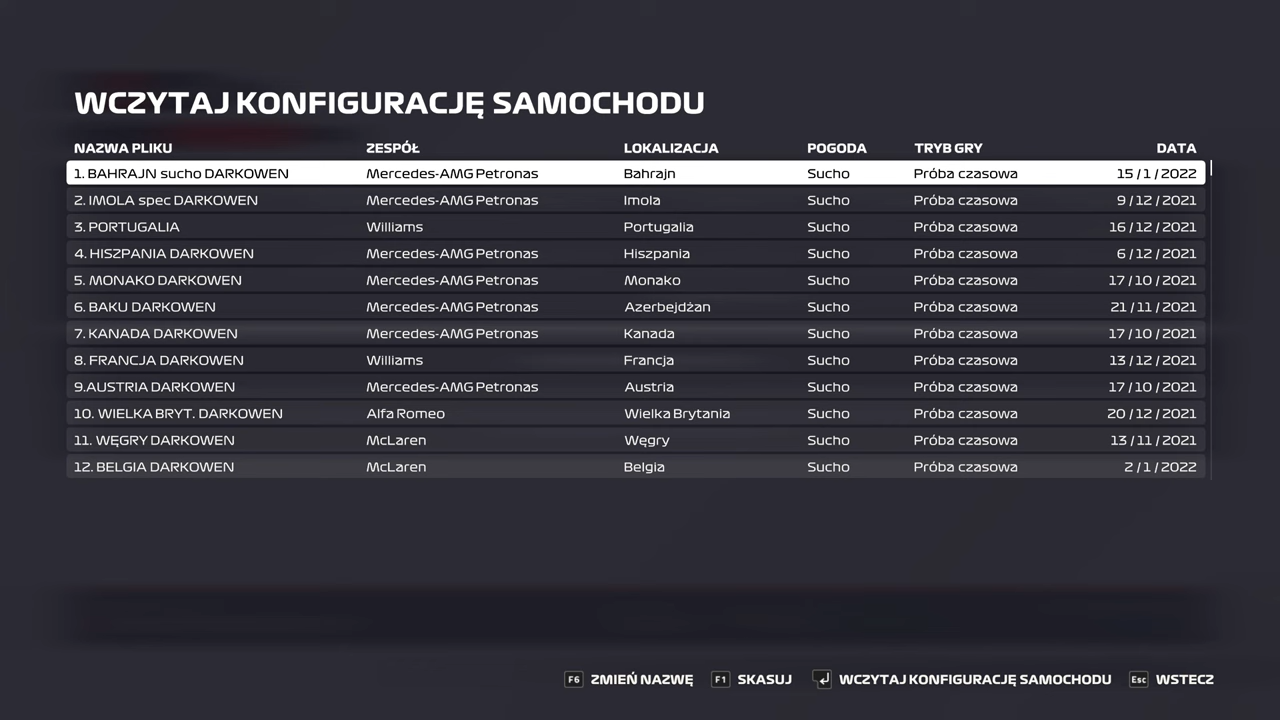 WCZYTAJ KONFIGURACJĘ SAMOCHODU
NAZWA PLIKU ZESPÓŁ LOKALIZACJA POGODA TRYB GRY DATA
1. BAHRAJN sucho DARKOWEN Mercedes-AMG Petronas Bahrajn Sucho Próba czasowa 15 / 1 / 2022
2. IMOLA spec DARKOWEN Mercedes-AMG Petronas Imola Sucho Próba czasowa 9 / 12 / 2021
3. PORTUGALIA Williams Portugalia Sucho Próba czasowa 16 / 12 / 2021
4. HISZPANIA DARKOWEN Mercedes-AMG Petronas Hiszpania Sucho Próba czasowa 6 / 12 / 2021
5. MONAKO DARKOWEN Mercedes-AMG Petronas Monako Sucho Próba czasowa 17 / 10 / 2021
6. BAKU DARKOWEN Mercedes-AMG Petronas Azerbejdżan Sucho Próba czasowa 21 / 11 / 2021
7. KANADA DARKOWEN Mercedes-AMG Petronas Kanada Sucho Próba czasowa 17 / 10 / 2021
8. FRANCJA DARKOWEN Williams Francja Sucho Próba czasowa 13 / 12 / 2021
9.AUSTRIA DARKOWEN Mercedes-AMG Petronas Austria Sucho Próba czasowa 17 / 10 / 2021
10. WIELKA BRYT. DARKOWEN Alfa Romeo Wielka Brytania Sucho Próba czasowa 20 / 12 / 2021
11. WĘGRY DARKOWEN McLaren Węgry Sucho Próba czasowa 13 / 11 / 2021
12. BELGIA DARKOWEN McLaren Belgia Sucho Próba czasowa 2 / 1 / 2022
F6 ZMIEŃ NAZWĘ F1 SKASUJ WCZYTAJ KONFIGURACJĘ SAMOCHODU Esc WSTECZ